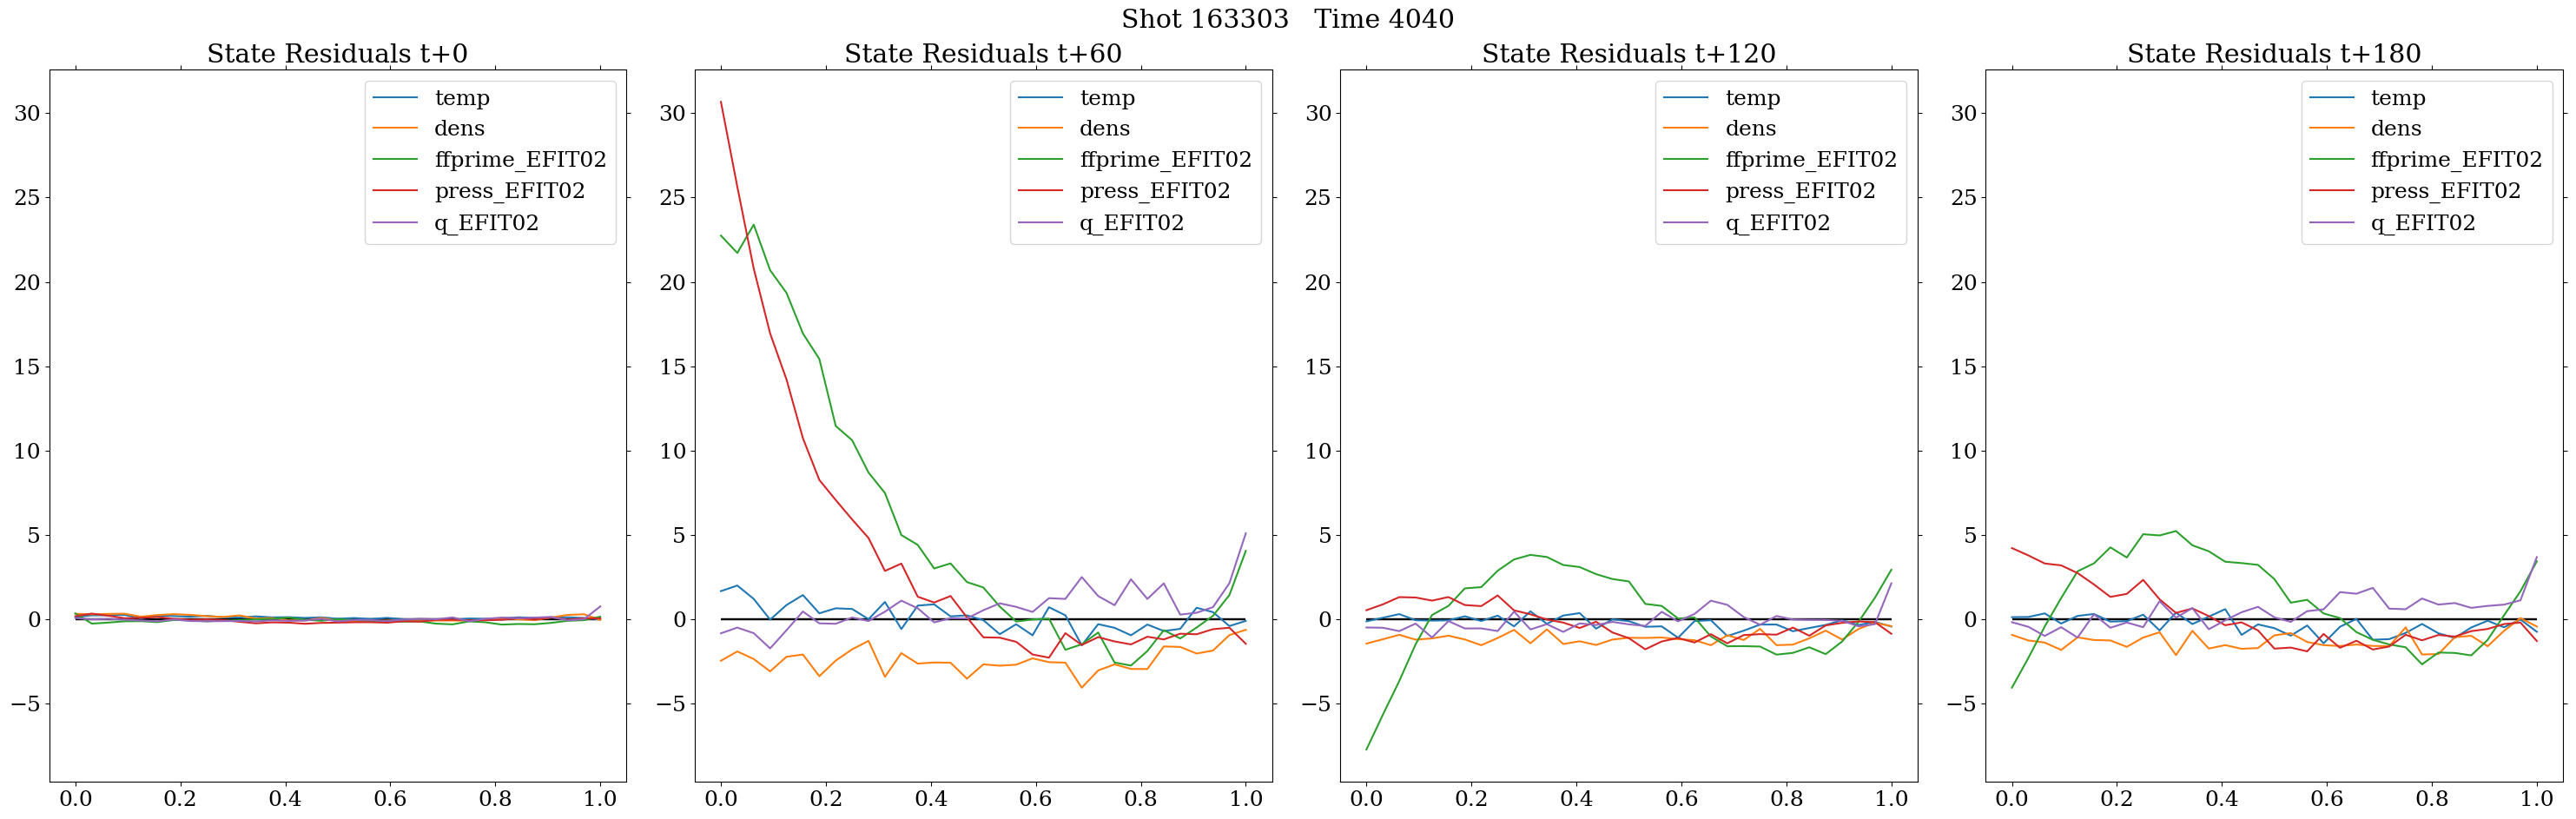 Shot 163303   Time 4040
State Residuals t+0
30
25
20
15
10
5
0
−5
0.0 0.2 0.4 0.6 0.8 1.0
temp
dens
ffprime_EFIT02
press_EFIT02
q_EFIT02
State Residuals t+60
30
25
20
15
10
5
0
−5
0.0 0.2 0.4 0.6 0.8 1.0
temp
dens
ffprime_EFIT02
press_EFIT02
q_EFIT02
State Residuals t+120
30
25
20
15
10
5
0
−5
0.0 0.2 0.4 0.6 0.8 1.0
temp
dens
ffprime_EFIT02
press_EFIT02
q_EFIT02
State Residuals t+180
30
25
20
15
10
5
0
−5
0.0 0.2 0.4 0.6 0.8 1.0
temp
dens
ffprime_EFIT02
press_EFIT02
q_EFIT02